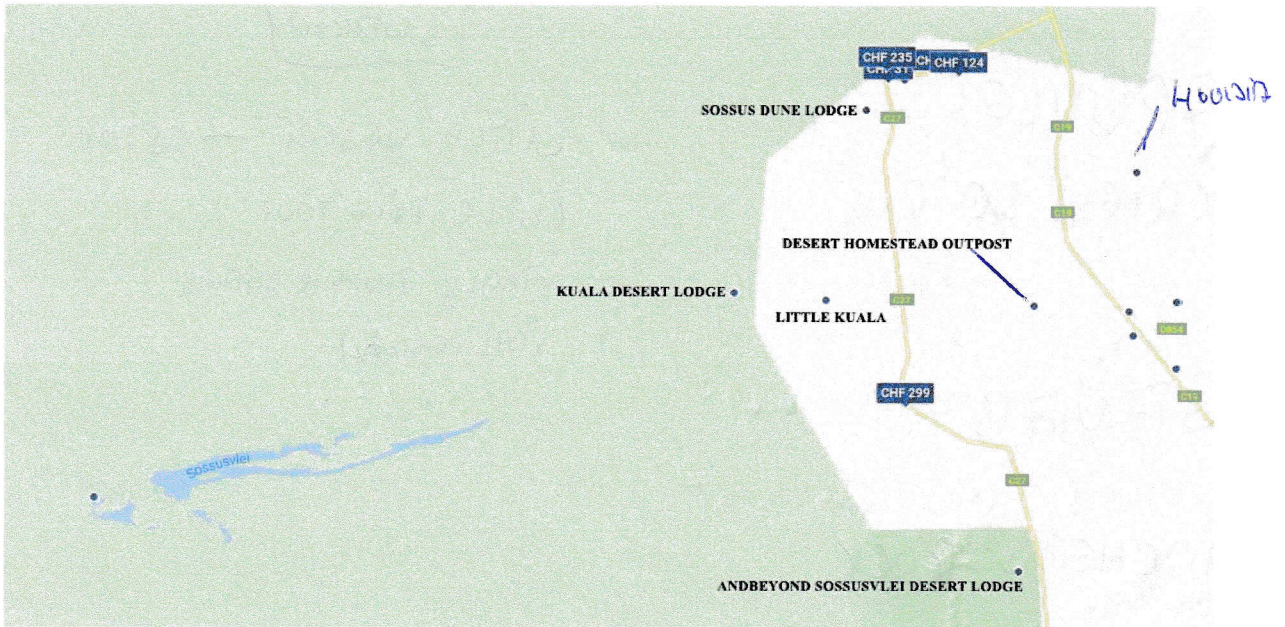 CHF 235
CHF 124
SOSSUS DUNE LODGE
C27
C19
C19
DESERT HOMESTEAD OUTPOST
KUALA DESERT LODGE
C27
LITTLE KUALA
D854
CHF 299
C19
Sossusvlei
C27
ANDBEYOND SOSSUSVLEI DESERT LODGE